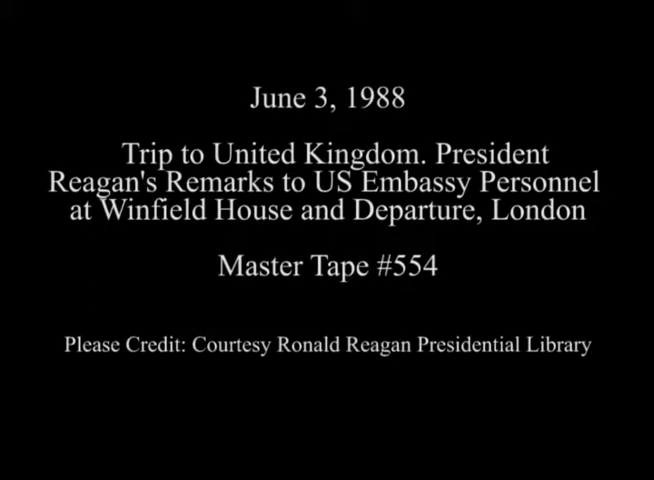 June 3, 1988
Trip to United Kingdom. President
Reagan's Remarks to US Embassy Personnel
at Winfield House and Departure, London
Master Tape #554
Please Credit: Courtesy Ronald Reagan Presidential Library